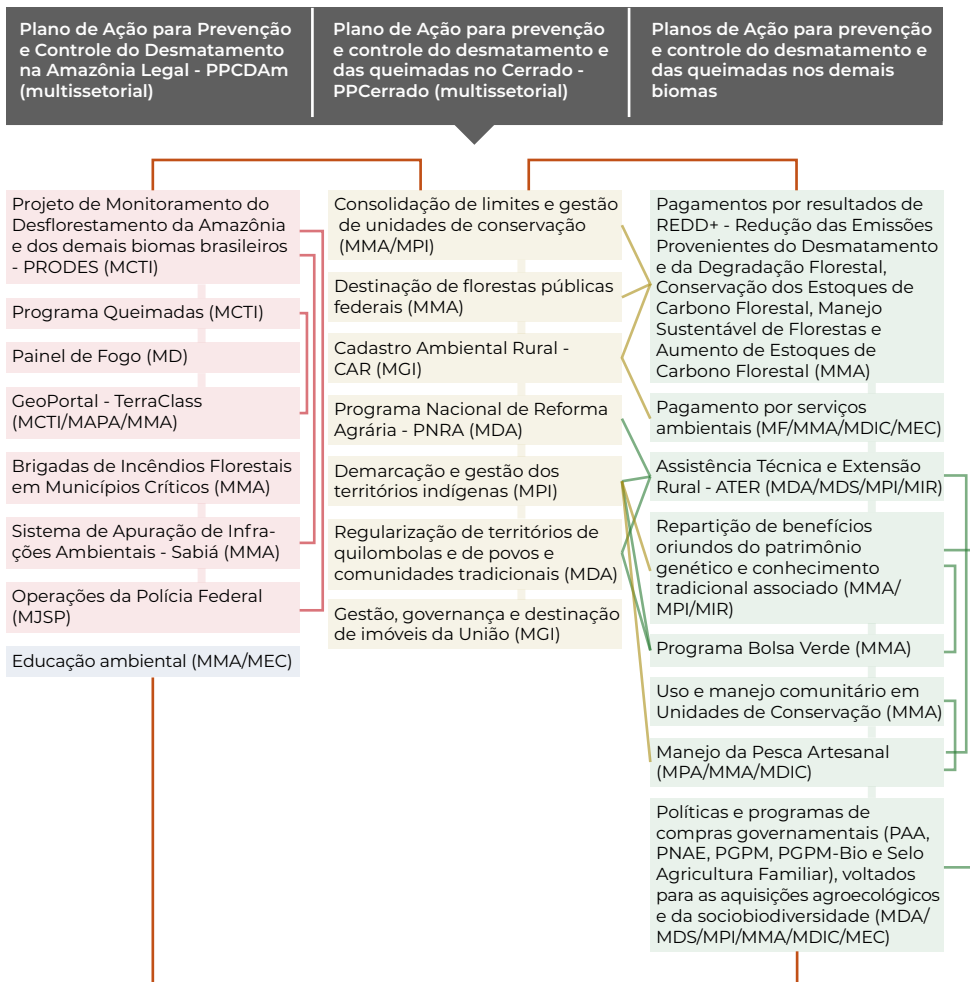 Plano de Ação para Prevenção
e Controle do Desmatamento
na Amazônia Legal - PPCDAm
(multissetorial)
Plano de Ação para prevenção
e controle do desmatamento e
das queimadas no Cerrado -
PPCerrado (multissetorial)
Planos de Ação para prevenção
e controle do desmatamento e
das queimadas nos demais
biomas
Projeto de Monitoramento do
Desflorestamento da Amazônia
e dos demais biomas brasileiros
- PRODES (MCTI)
Programa Queimadas (MCTI)
Painel de Fogo (MD)
GeoPortal - TerraClass
(MCTI/MAPA/MMA)
Brigadas de Incêndios Florestais
em Municípios Críticos (MMA)
Sistema de Apuração de Infra-
ções Ambientais - Sabiá (MMA)
Operações da Polícia Federal
(MJSP)
Educação ambiental (MMA/MEC)
Consolidação de limites e gestão
de unidades de conservação
(MMA/MPI)
Destinação de florestas públicas
federais (MMA)
Cadastro Ambiental Rural -
CAR (MGI)
Programa Nacional de Reforma
Agrária - PNRA (MDA)
Demarcação e gestão dos
territórios indígenas (MPI)
Regularização de territórios de
quilombolas e de povos e
comunidades tradicionais (MDA)
Gestão, governança e destinação
de imóveis da União (MGI)
Pagamentos por resultados de
REDD+ - Redução das Emissões
Provenientes do Desmatamento
e da Degradação Florestal,
Conservação dos Estoques de
Carbono Florestal, Manejo
Sustentável de Florestas e
Aumento de Estoques de
Carbono Florestal (MMA)
Pagamento por serviços
ambientais (MF/MMA/MDIC/MEC)
Assistência Técnica e Extensão
Rural - ATER (MDA/MDS/MPI/MIR)
Repartição de benefícios
oriundos do patrimônio
genético e conhecimento
tradicional associado (MMA/
MPI/MIR)
Programa Bolsa Verde (MMA)
Uso e manejo comunitário em
Unidades de Conservação (MMA)
Manejo da Pesca Artesanal
(MPA/MMA/MDIC)
Políticas e programas de
compras governamentais (PAA,
PNAE, PGPM, PGPM-Bio e Selo
Agricultura Familiar), voltados
para as aquisições agroecológicos
e da sociobiodiversidade (MDA/
MDS/MPI/MMA/MDIC/MEC)